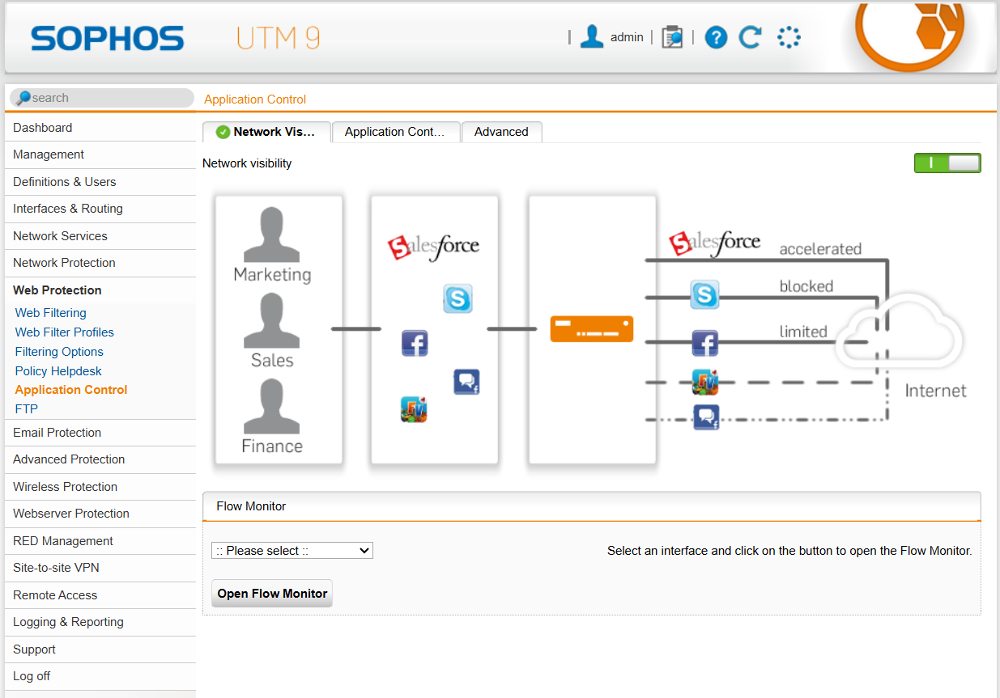 SOPHOS UTM 9 | admin | | ?
search
Application Control
Dashboard
Management
Definitions & Users
Interfaces & Routing
Network Services
Network Protection
Web Protection
Web Filtering
Web Filter Profiles
Filtering Options
Policy Helpdesk
Application Control
FTP
Email Protection
Advanced Protection
Wireless Protection
Webserver Protection
RED Management
Site-to-site VPN
Remote Access
Logging & Reporting
Support
Log off
Network Vis... Application Cont... Advanced
Network visibility
Marketing
Sales
Finance
Salesforce
S
f
FV
f
Salesforce accelerated
S blocked
f limited
FV
f
Internet
Flow Monitor
:: Please select :: Select an interface and click on the button to open the Flow Monitor.
Open Flow Monitor